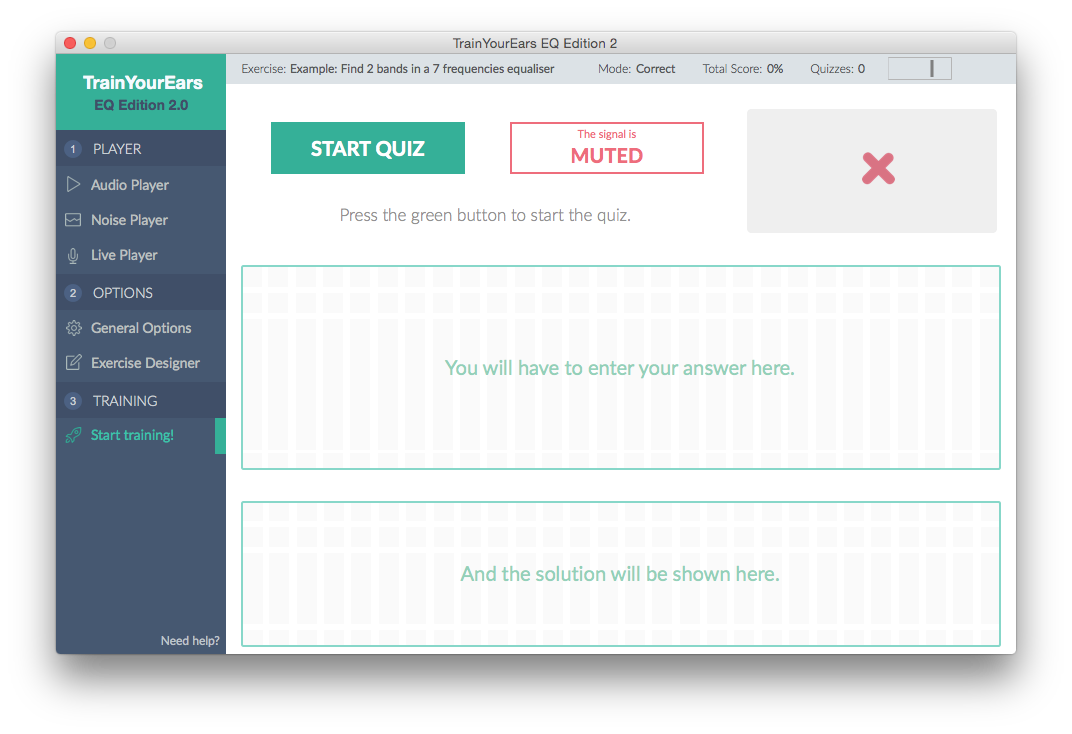 TrainYourEars EQ Edition 2
TrainYourEars
EQ Edition 2.0
1 PLAYER
Audio Player
Noise Player
Live Player
2 OPTIONS
General Options
Exercise Designer
3 TRAINING
Start training!
Need help?
Exercise: Example: Find 2 bands in a 7 frequencies equaliser Mode: Correct Total Score: 0% Quizzes: 0
START QUIZ
The signal is
MUTED
Press the green button to start the quiz.
You will have to enter your answer here.
And the solution will be shown here.